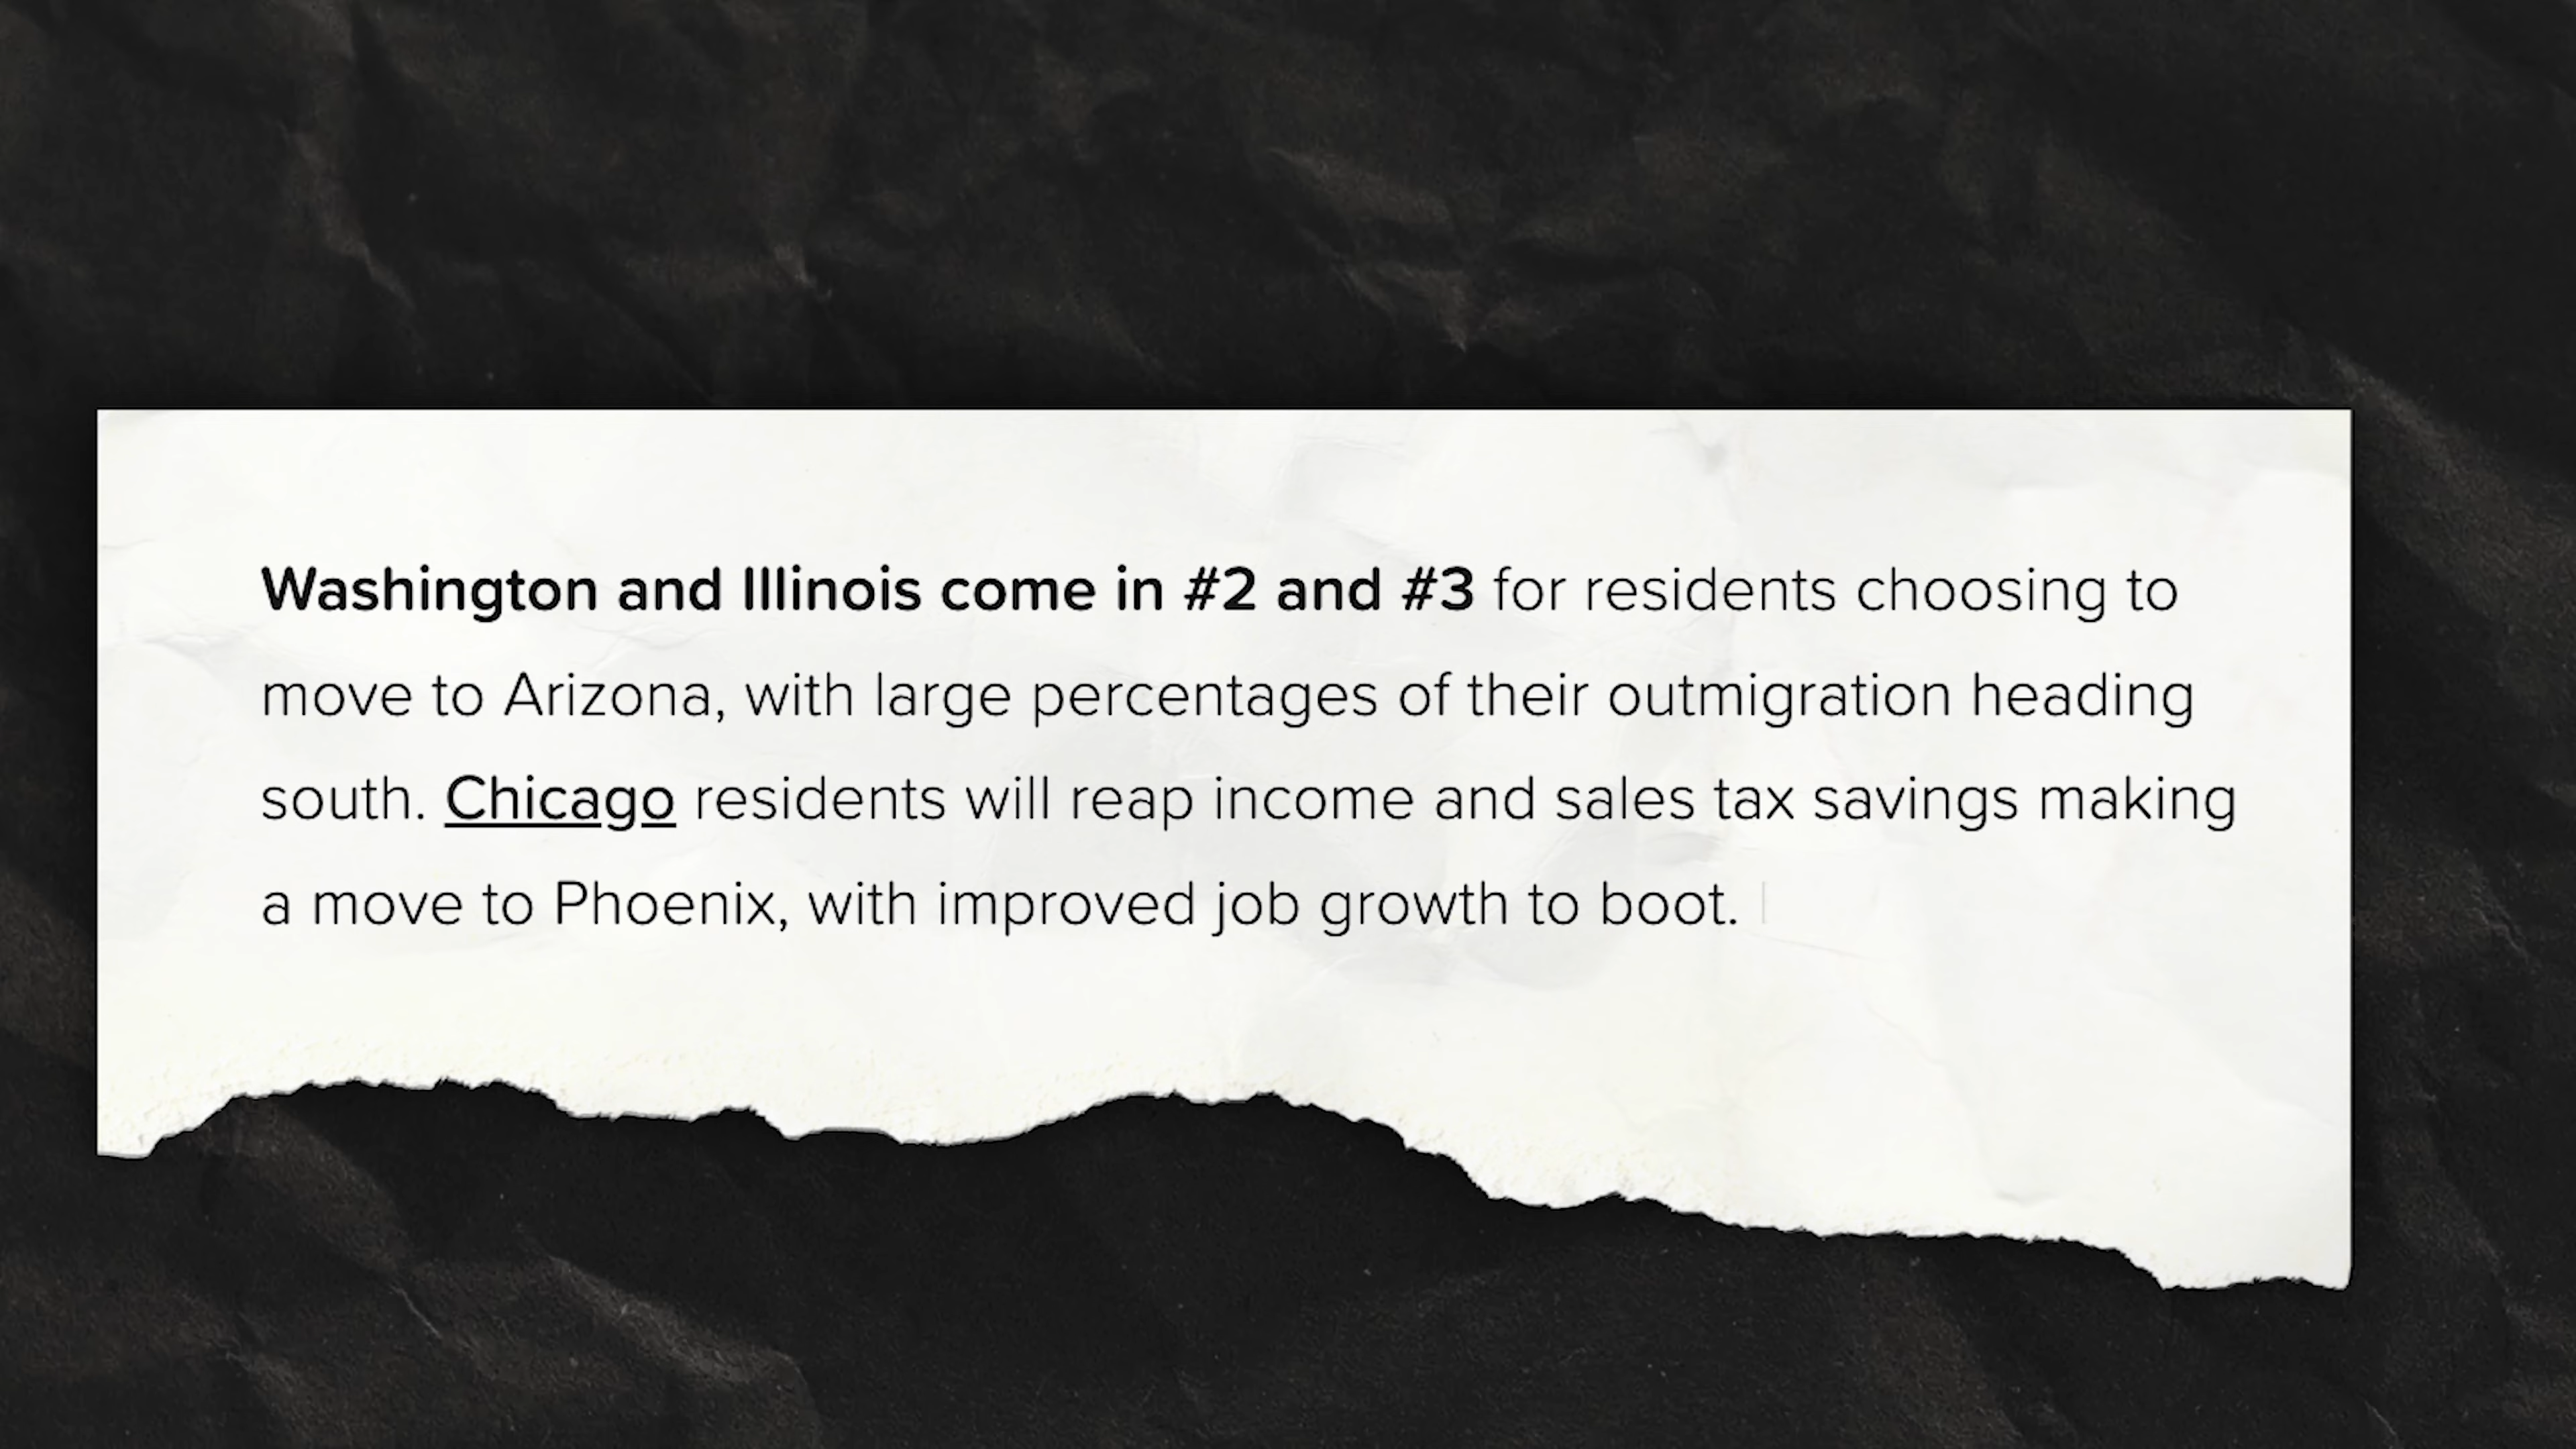 Washington and Illinois come in #2 and #3 for residents choosing to
move to Arizona, with large percentages of their outmigration heading
south. Chicago residents will reap income and sales tax savings making
a move to Phoenix, with improved job growth to boot.